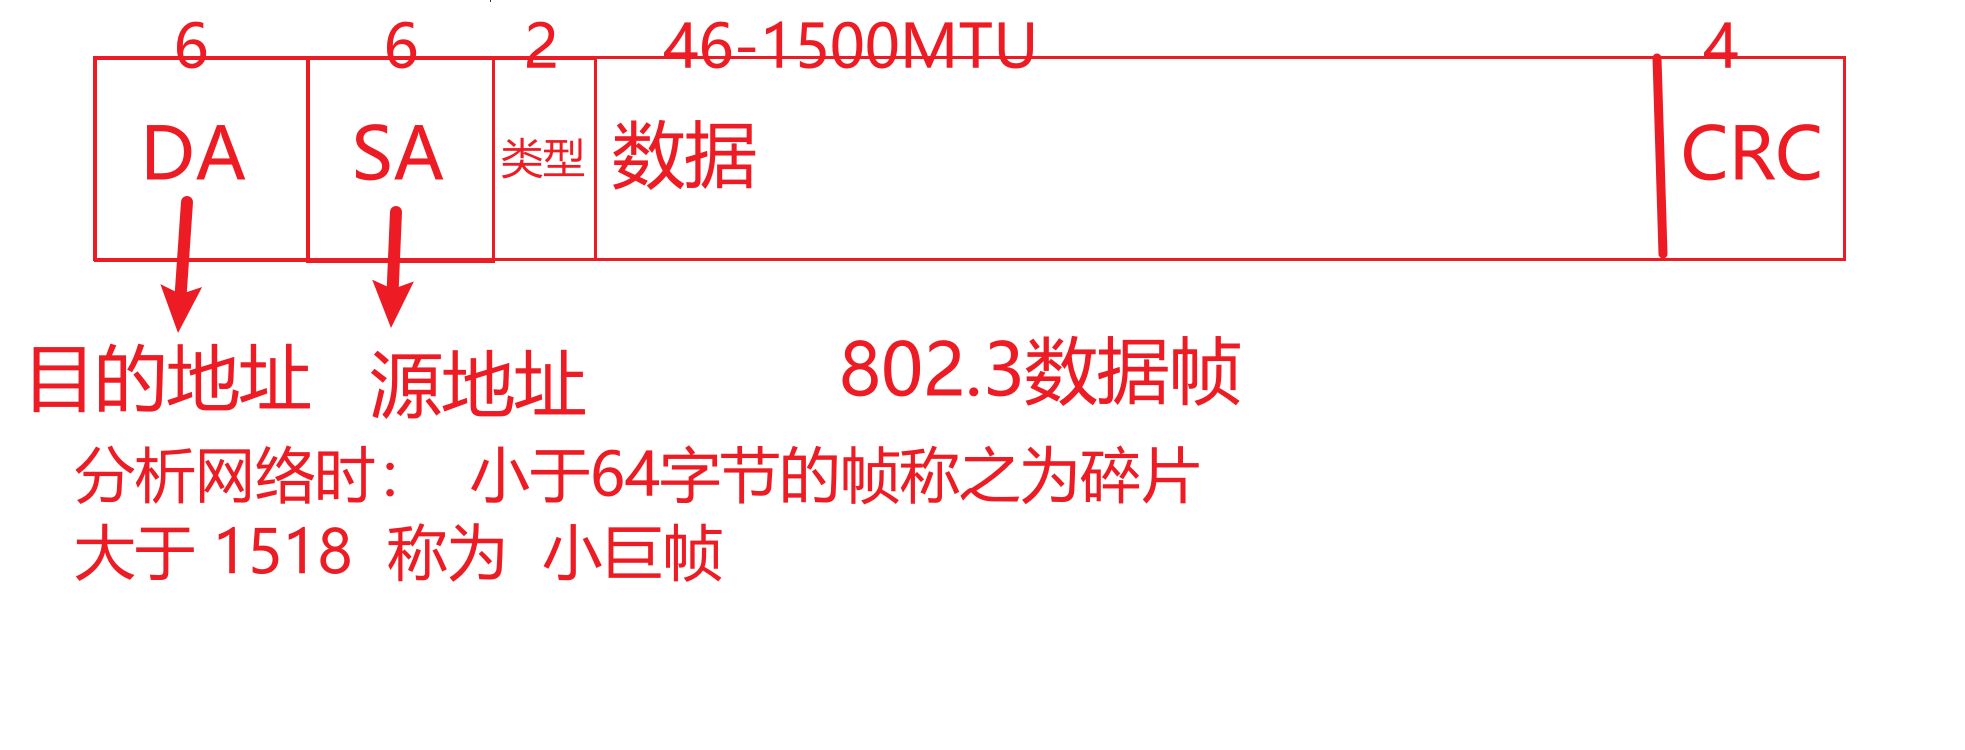 6 6 2 46-1500MTU 4
DA SA 类型 数据 CRC
目的地址 源地址 802.3数据帧
分析网络时： 小于64字节的帧称之为碎片
大于 1518 称为 小巨帧